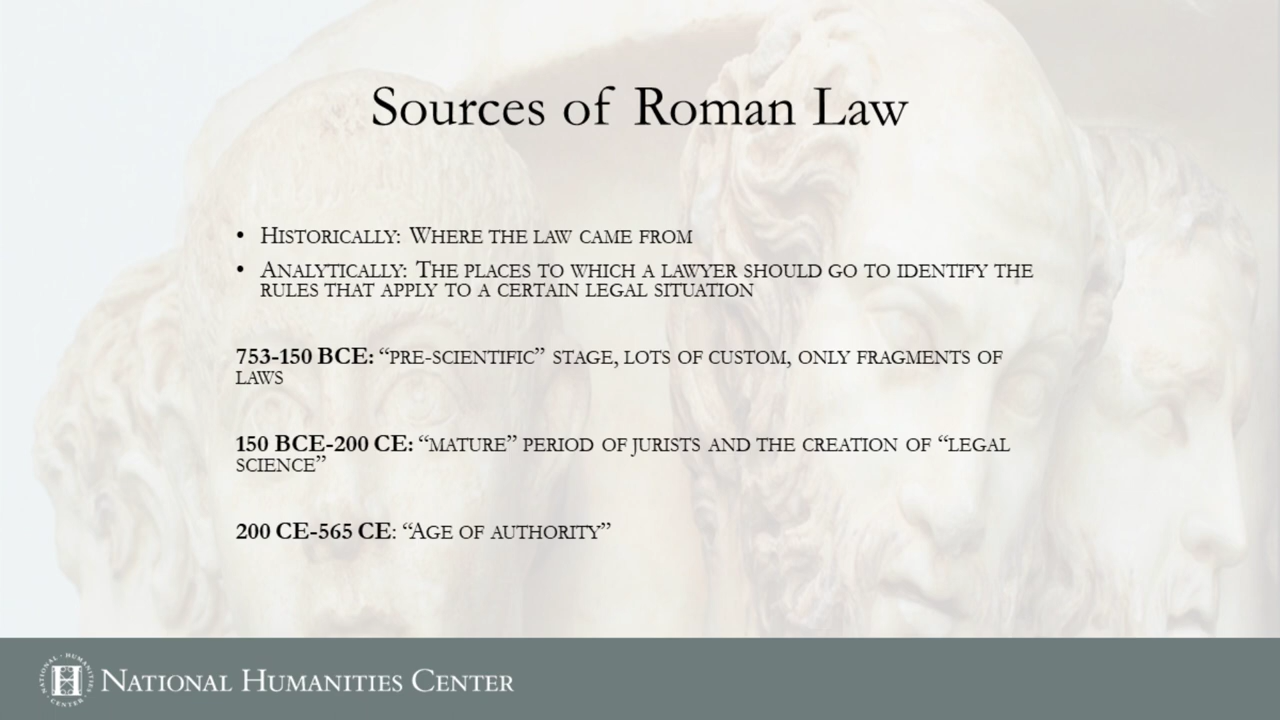 Sources of Roman Law
• Historically: Where the law came from
• Analytically: The places to which a lawyer should go to identify the
rules that apply to a certain legal situation
753-150 BCE: “pre-scientific” stage, lots of custom, only fragments of
laws
150 BCE-200 CE: “mature” period of jurists and the creation of “legal
science”
200 CE-565 CE: “Age of authority”
NATIONAL · HUMANITIES · CENTER ·
H
National Humanities Center